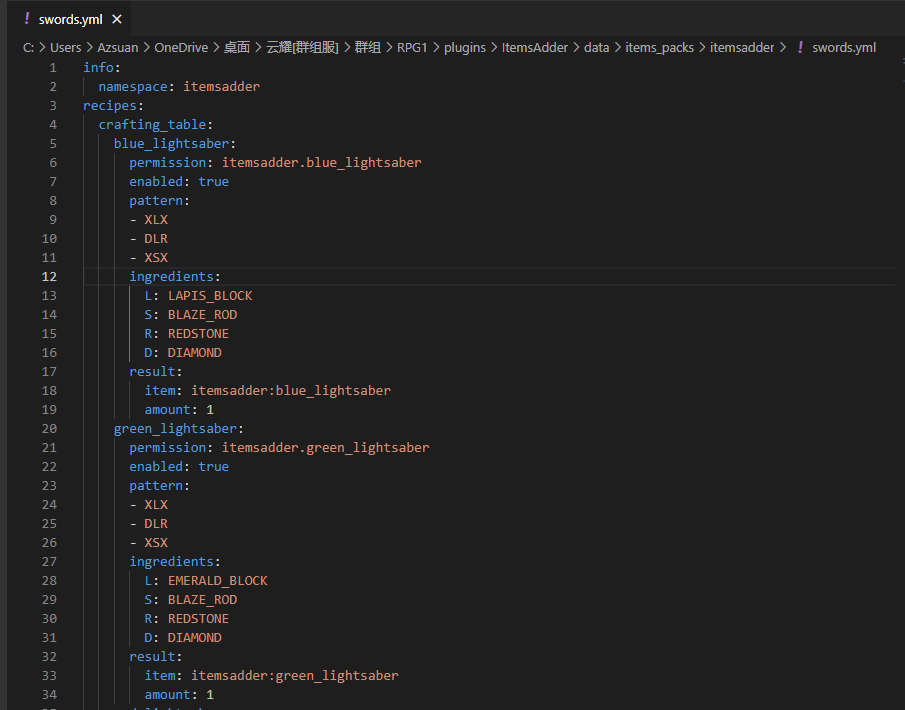 ! swords.yml ×
C: > Users > Azsuan > OneDrive > 桌面 > 云耀[群组服] > 群组 > RPG1 > plugins > ItemsAdder > data > items_packs > itemsadder > ! swords.yml
1 info:
2 namespace: itemsadder
3 recipes:
4 crafting_table:
5 blue_lightsaber:
6 permission: itemsadder.blue_lightsaber
7 enabled: true
8 pattern:
9 - XLX
10 - DLR
11 - XSX
12 ingredients:
13 L: LAPIS_BLOCK
14 S: BLAZE_ROD
15 R: REDSTONE
16 D: DIAMOND
17 result:
18 item: itemsadder:blue_lightsaber
19 amount: 1
20 green_lightsaber:
21 permission: itemsadder.green_lightsaber
22 enabled: true
23 pattern:
24 - XLX
25 - DLR
26 - XSX
27 ingredients:
28 L: EMERALD_BLOCK
29 S: BLAZE_ROD
30 R: REDSTONE
31 D: DIAMOND
32 result:
33 item: itemsadder:green_lightsaber
34 amount: 1